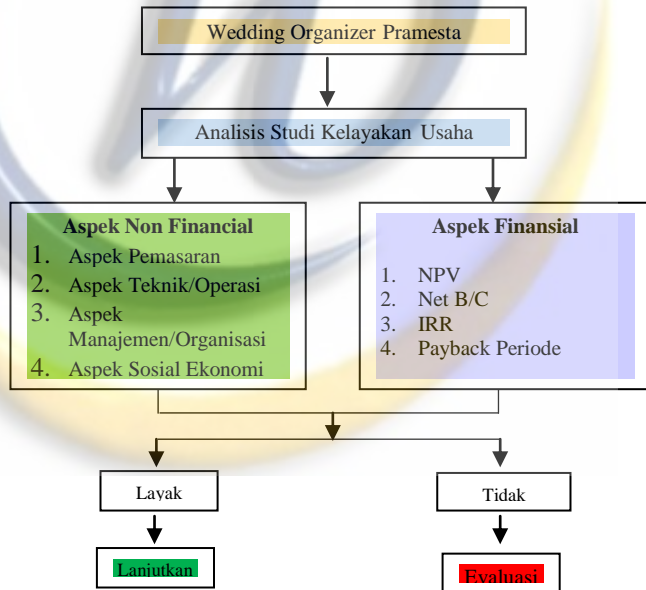 Wedding Organizer Pramesta
Analisis Studi Kelayakan Usaha
Aspek Non Financial
1. Aspek Pemasaran
2. Aspek Teknik/Operasi
3. Aspek
Manajemen/Organisasi
4. Aspek Sosial Ekonomi
Aspek Finansial
1. NPV
2. Net B/C
3. IRR
4. Payback Periode
Layak
Tidak
Lanjutkan
Evaluasi